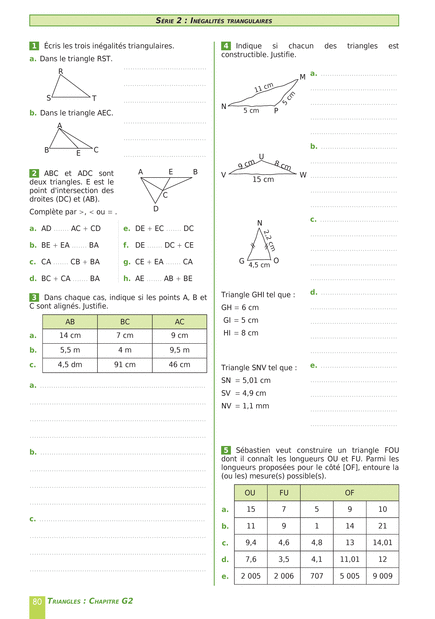 SÉRIE 2 : INÉGALITÉS TRIANGULAIRES
1 Écris les trois inégalités triangulaires.
a. Dans le triangle RST.
R
S
T
b. Dans le triangle AEC.
A
B
E
C
2 ABC et ADC sont
deux triangles. E est le
point d'intersection des
droites (DC) et (AB).
Complète par >, < ou = .
A
E
B
C
D
a. AD ....... AC + CD
e. DE + EC ....... DC
b. BE + EA ....... BA
f. DE ....... DC + CE
c. CA ....... CB + BA
g. CE + EA ....... CA
d. BC + CA ....... BA
h. AE ....... AB + BE
3 Dans chaque cas, indique si les points A, B et
C sont alignés. Justifie.
AB BC AC
a. 14 cm 7 cm 9 cm
b. 5,5 m 4 m 9,5 m
c. 4,5 dm 91 cm 46 cm
a.
b.
c.
4 Indique si chacun des triangles est
constructible. Justifie.
a.
M
11 cm
N
5 cm
P
5 cm
b.
U
9 cm
8 cm
V
W
15 cm
c.
N
2,2 cm
G
O
4,5 cm
Triangle GHI tel que :
d.
GH = 6 cm
GI = 5 cm
HI = 8 cm
Triangle SNV tel que :
e.
SN = 5,01 cm
SV = 4,9 cm
NV = 1,1 mm
5 Sébastien veut construire un triangle FOU
dont il connaît les longueurs OU et FU. Parmi les
longueurs proposées pour le côté [OF], entoure la
(ou les) mesure(s) possible(s).
OU FU OF
a. 15 7 5 9 10
b. 11 9 1 14 21
c. 9,4 4,6 4,8 13 14,01
d. 7,6 3,5 4,1 11,01 12
e. 2 005 2 006 707 5 005 9 009
80 TRIANGLES : CHAPITRE G2